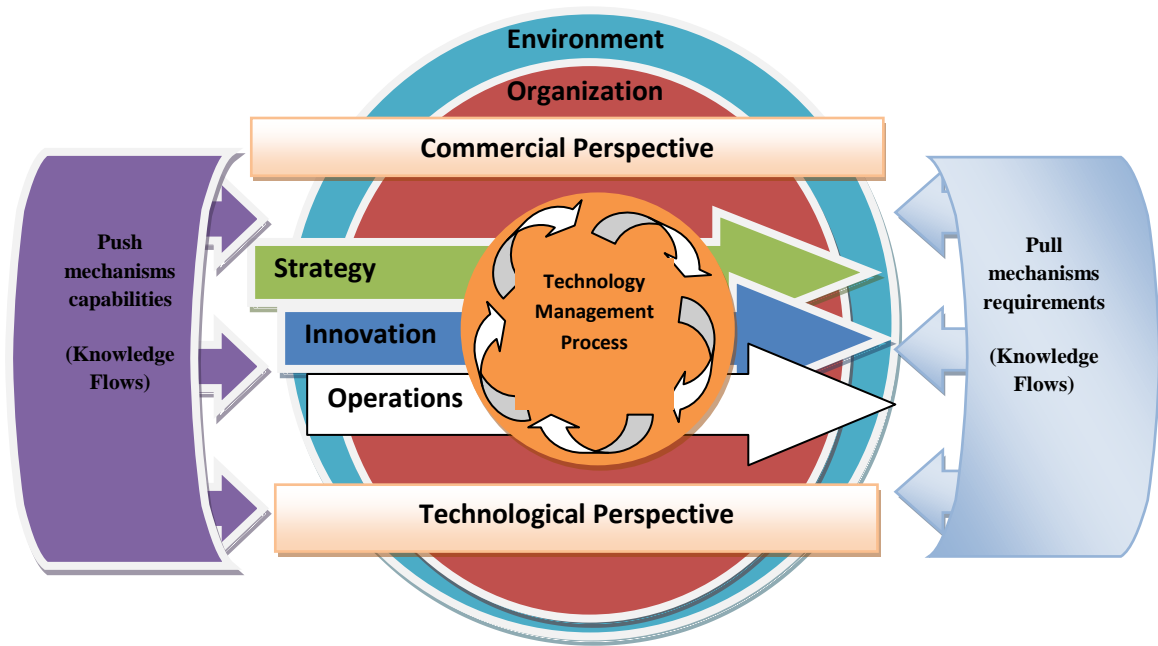 Environment
Organization
Commercial Perspective
Push
mechanisms
capabilities
(Knowledge
Flows)
Strategy
Innovation
Operations
Technology
Management
Process
Pull
mechanisms
requirements
(Knowledge
Flows)
Technological Perspective